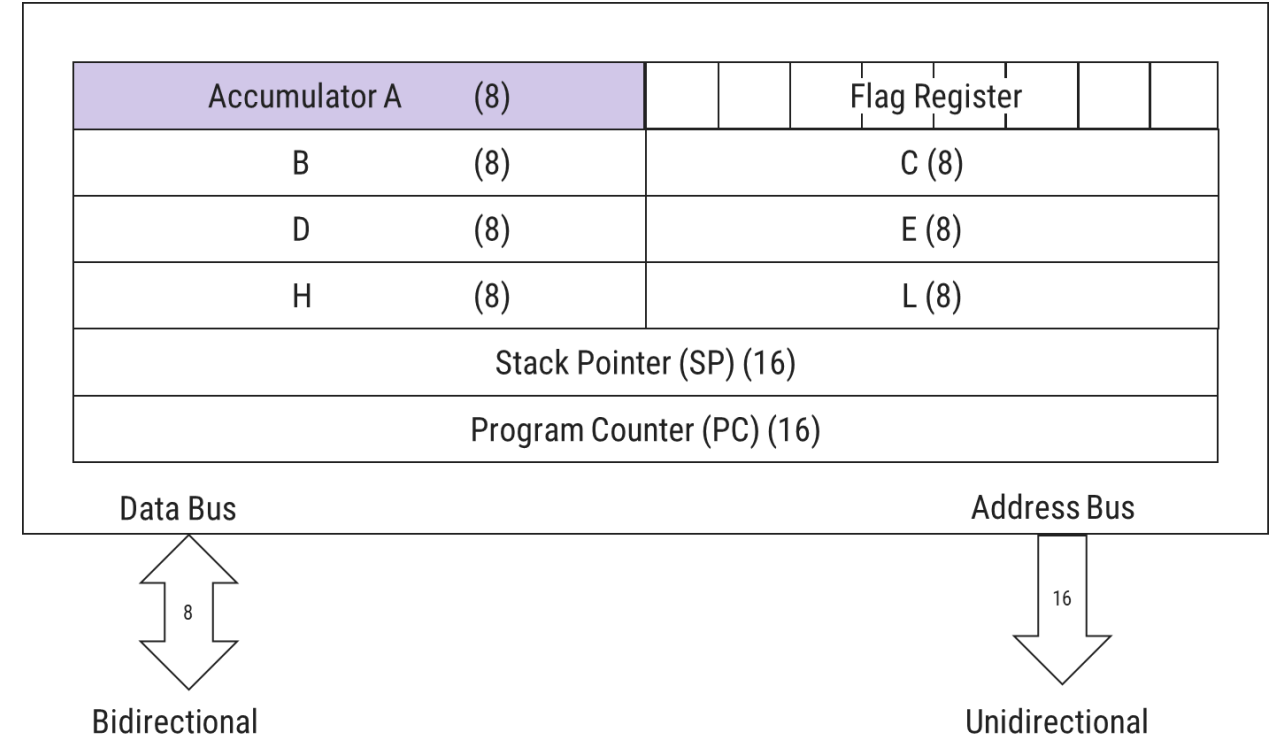 Accumulator A (8) Flag Register
B (8) C (8)
D (8) E (8)
H (8) L (8)
Stack Pointer (SP) (16)
Program Counter (PC) (16)
Data Bus Address Bus
8 16
Bidirectional Unidirectional